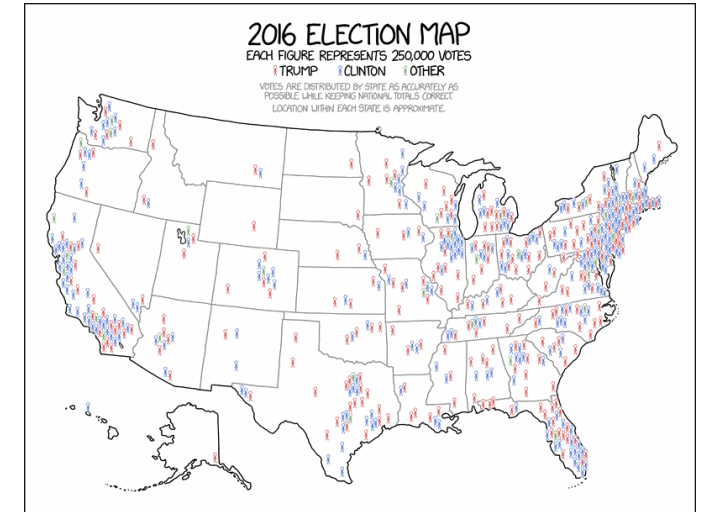 2016 ELECTION MAP
EACH FIGURE REPRESENTS 250,000 VOTES
TRUMP CLINTON OTHER
VOTES ARE DISTRIBUTED BY STATE AS ACCURATELY AS
POSSIBLE WHILE KEEPING NATIONAL TOTALS CORRECT.
LOCATION WITHIN EACH STATE IS APPROXIMATE.